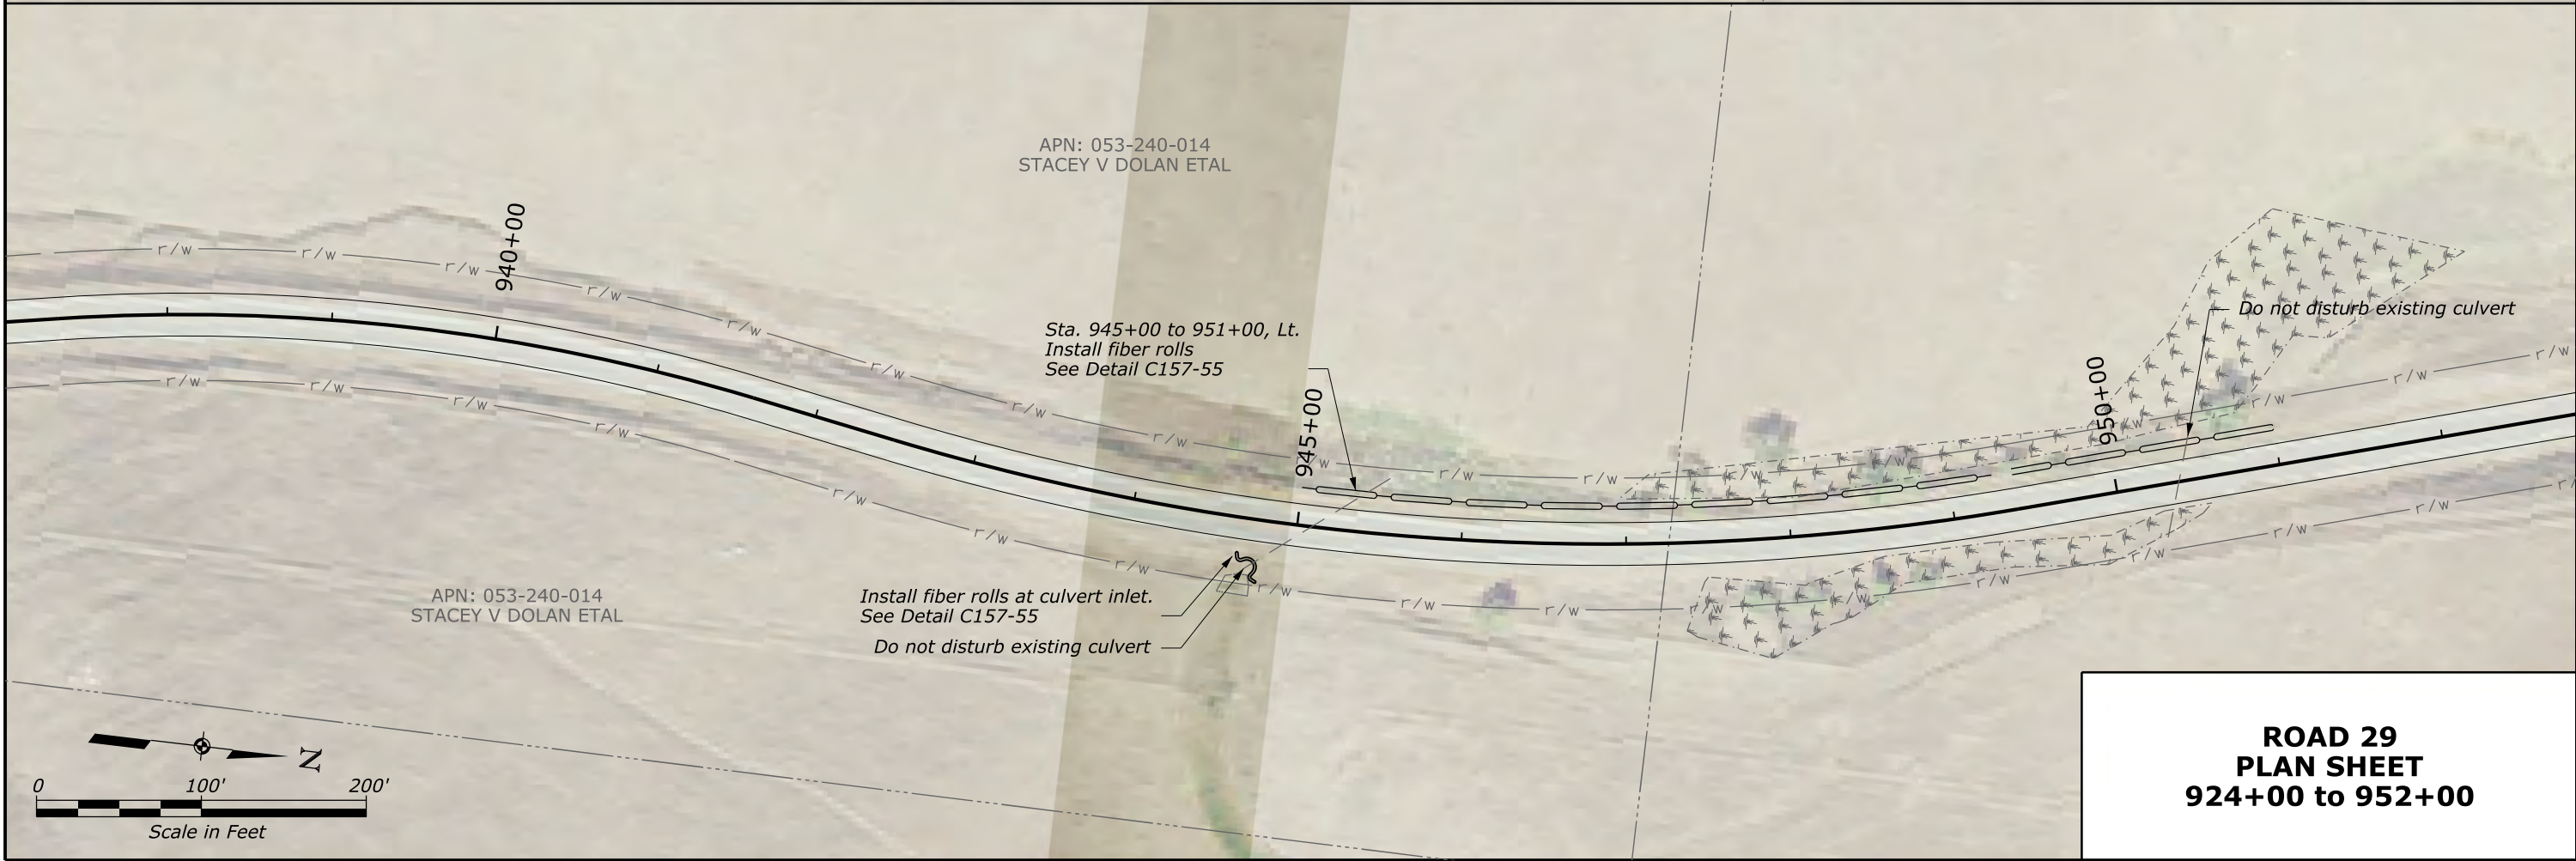 APN: 053-240-014
STACEY V DOLAN ETAL
r/w r/w r/w r/w r/w r/w r/w r/w r/w r/w r/w r/w r/w r/w r/w r/w r/w
940+00
Sta. 945+00 to 951+00, Lt.
Install fiber rolls
See Detail C157-55
945+00
950+00
Do not disturb existing culvert
r/w r/w r/w r/w r/w r/w r/w r/w r/w r/w r/w r/w r/w r/w r/w r/w r/w r/w
APN: 053-240-014
STACEY V DOLAN ETAL
Install fiber rolls at culvert inlet.
See Detail C157-55
Do not disturb existing culvert
N
0 100' 200'
Scale in Feet
ROAD 29
PLAN SHEET
924+00 to 952+00